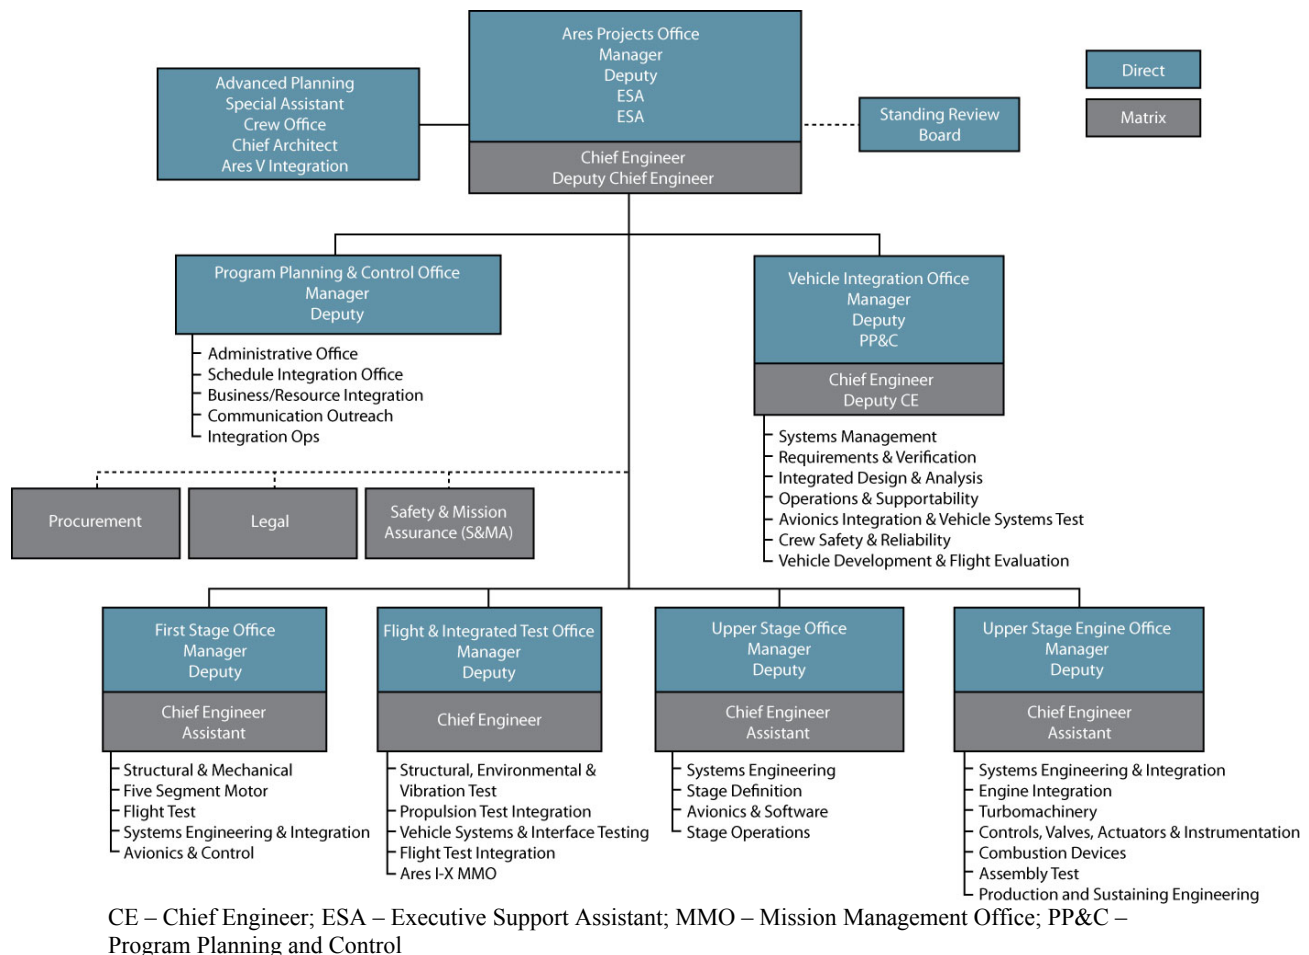 Ares Projects Office
Manager
Deputy
ESA
ESA
Chief Engineer
Deputy Chief Engineer
Advanced Planning
Special Assistant
Crew Office
Chief Architect
Ares V Integration
Standing Review
Board
Direct
Matrix
Program Planning & Control Office
Manager
Deputy
Administrative Office
Schedule Integration Office
Business/Resource Integration
Communication Outreach
Integration Ops
Vehicle Integration Office
Manager
Deputy
PP&C
Chief Engineer
Deputy CE
Systems Management
Requirements & Verification
Integrated Design & Analysis
Operations & Supportability
Avionics Integration & Vehicle Systems Test
Crew Safety & Reliability
Vehicle Development & Flight Evaluation
Procurement
Legal
Safety & Mission
Assurance (S&MA)
First Stage Office
Manager
Deputy
Chief Engineer
Assistant
Structural & Mechanical
Five Segment Motor
Flight Test
Systems Engineering & Integration
Avionics & Control
Flight & Integrated Test Office
Manager
Deputy
Chief Engineer
Structural, Environmental &
Vibration Test
Propulsion Test Integration
Vehicle Systems & Interface Testing
Flight Test Integration
Ares I-X MMO
Upper Stage Office
Manager
Deputy
Chief Engineer
Assistant
Systems Engineering
Stage Definition
Avionics & Software
Stage Operations
Upper Stage Engine Office
Manager
Deputy
Chief Engineer
Assistant
Systems Engineering & Integration
Engine Integration
Turbomachinery
Controls, Valves, Actuators & Instrumentation
Combustion Devices
Assembly Test
Production and Sustaining Engineering
CE – Chief Engineer; ESA – Executive Support Assistant; MMO – Mission Management Office; PP&C –
Program Planning and Control